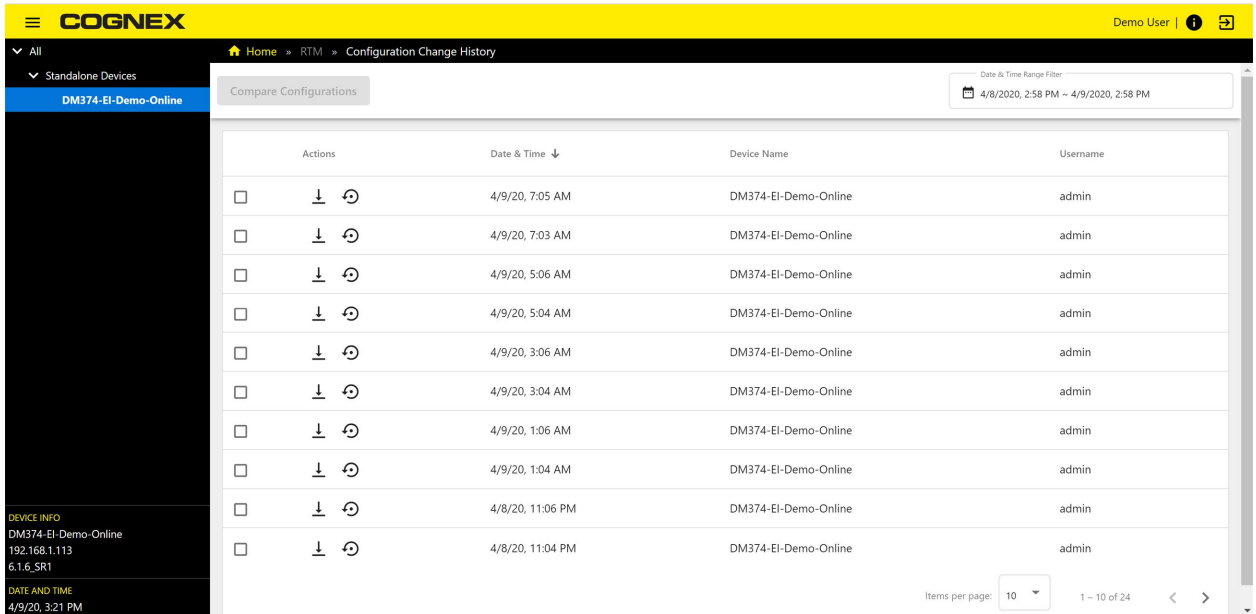 COGNEX
Demo User |
All
Standalone Devices
DM374-EI-Demo-Online
Home » RTM » Configuration Change History
Compare Configurations
Date & Time Range Filter
4/8/2020, 2:58 PM ~ 4/9/2020, 2:58 PM
Actions Date & Time Device Name Username
4/9/20, 7:05 AM DM374-EI-Demo-Online admin
4/9/20, 7:03 AM DM374-EI-Demo-Online admin
4/9/20, 5:06 AM DM374-EI-Demo-Online admin
4/9/20, 5:04 AM DM374-EI-Demo-Online admin
4/9/20, 3:06 AM DM374-EI-Demo-Online admin
4/9/20, 3:04 AM DM374-EI-Demo-Online admin
4/9/20, 1:06 AM DM374-EI-Demo-Online admin
4/9/20, 1:04 AM DM374-EI-Demo-Online admin
4/8/20, 11:06 PM DM374-EI-Demo-Online admin
4/8/20, 11:04 PM DM374-EI-Demo-Online admin
Items per page: 10 1 – 10 of 24
DEVICE INFO
DM374-EI-Demo-Online
192.168.1.113
6.1.6_SR1
DATE AND TIME
4/9/20, 3:21 PM